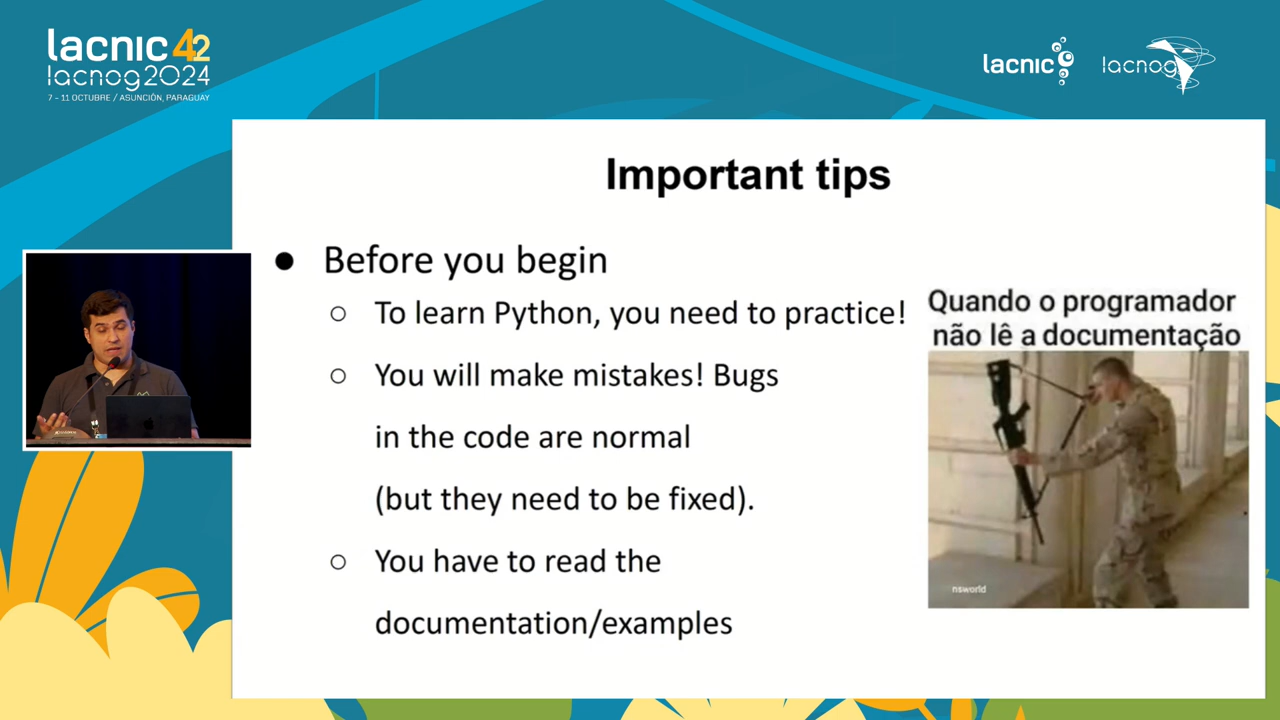 lacnic 42
lacnog2024
7 - 11 OCTUBRE / ASUNCIÓN, PARAGUAY
lacnic
lacnog
Important tips
● Before you begin
○ To learn Python, you need to practice!
○ You will make mistakes! Bugs
in the code are normal
(but they need to be fixed).
○ You have to read the
documentation/examples
Quando o programador
não lê a documentação
nsworld